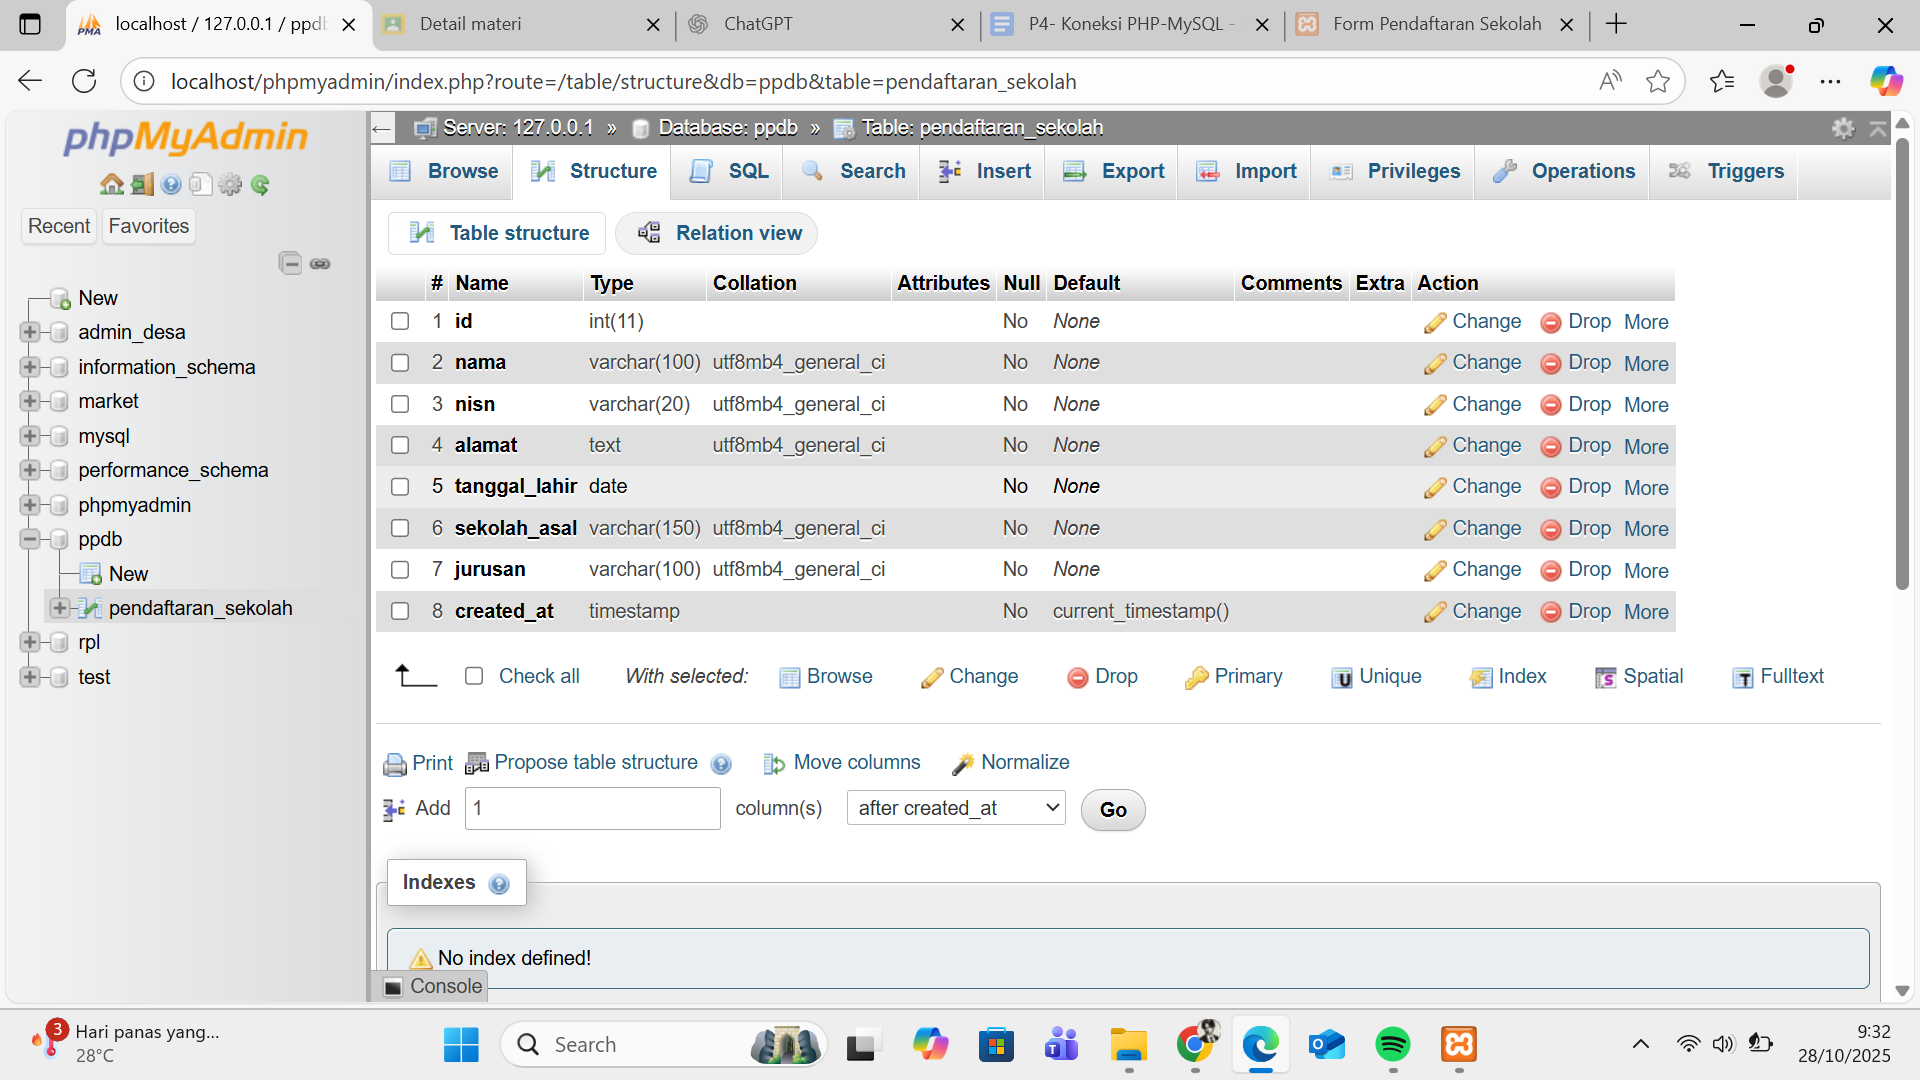 localhost / 127.0.0.1 / ppdb
Detail materi
ChatGPT
P4- Koneksi PHP-MySQL -
Form Pendaftaran Sekolah
localhost/phpmyadmin/index.php?route=/table/structure&db=ppdb&table=pendaftaran_sekolah
phpMyAdmin
Recent
Favorites
New
admin_desa
information_schema
market
mysql
performance_schema
phpmyadmin
ppdb
New
pendaftaran_sekolah
rpl
test
Server: 127.0.0.1 » Database: ppdb » Table: pendaftaran_sekolah
Browse Structure SQL Search Insert Export Import Privileges Operations Triggers
Table structure Relation view
# Name Type Collation Attributes Null Default Comments Extra Action
1 id int(11) No None Change Drop More
2 nama varchar(100) utf8mb4_general_ci No None Change Drop More
3 nisn varchar(20) utf8mb4_general_ci No None Change Drop More
4 alamat text utf8mb4_general_ci No None Change Drop More
5 tanggal_lahir date No None Change Drop More
6 sekolah_asal varchar(150) utf8mb4_general_ci No None Change Drop More
7 jurusan varchar(100) utf8mb4_general_ci No None Change Drop More
8 created_at timestamp No current_timestamp() Change Drop More
Check all With selected: Browse Change Drop Primary Unique Index Spatial Fulltext
Print Propose table structure Move columns Normalize
Add 1 column(s) after created_at Go
Indexes
No index defined!
Console
3
Hari panas yang...
28°C
Search
9:32
28/10/2025